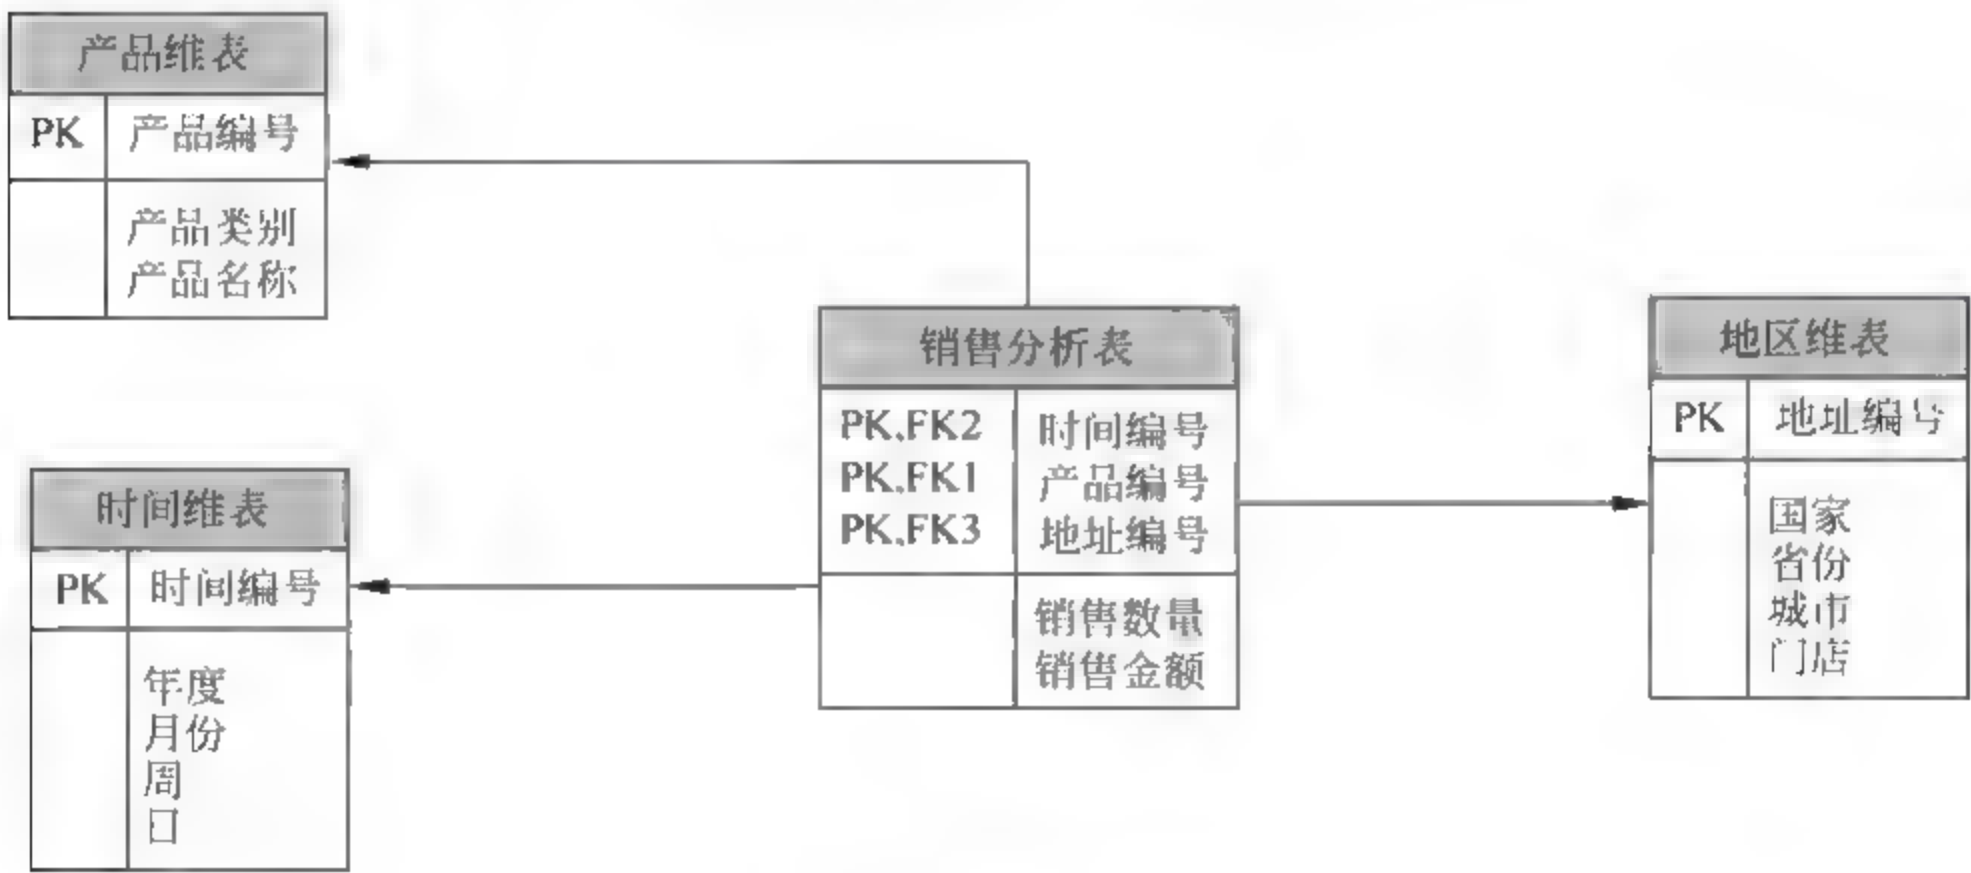 产品维表
PK 产品编号
产品类别
产品名称
时间维表
PK 时间编号
年度
月份
周
日
销售分析表
PK,FK2 时间编号
PK,FK1 产品编号
PK,FK3 地址编号
销售数量
销售金额
地区维表
PK 地址编号
国家
省份
城市
门店